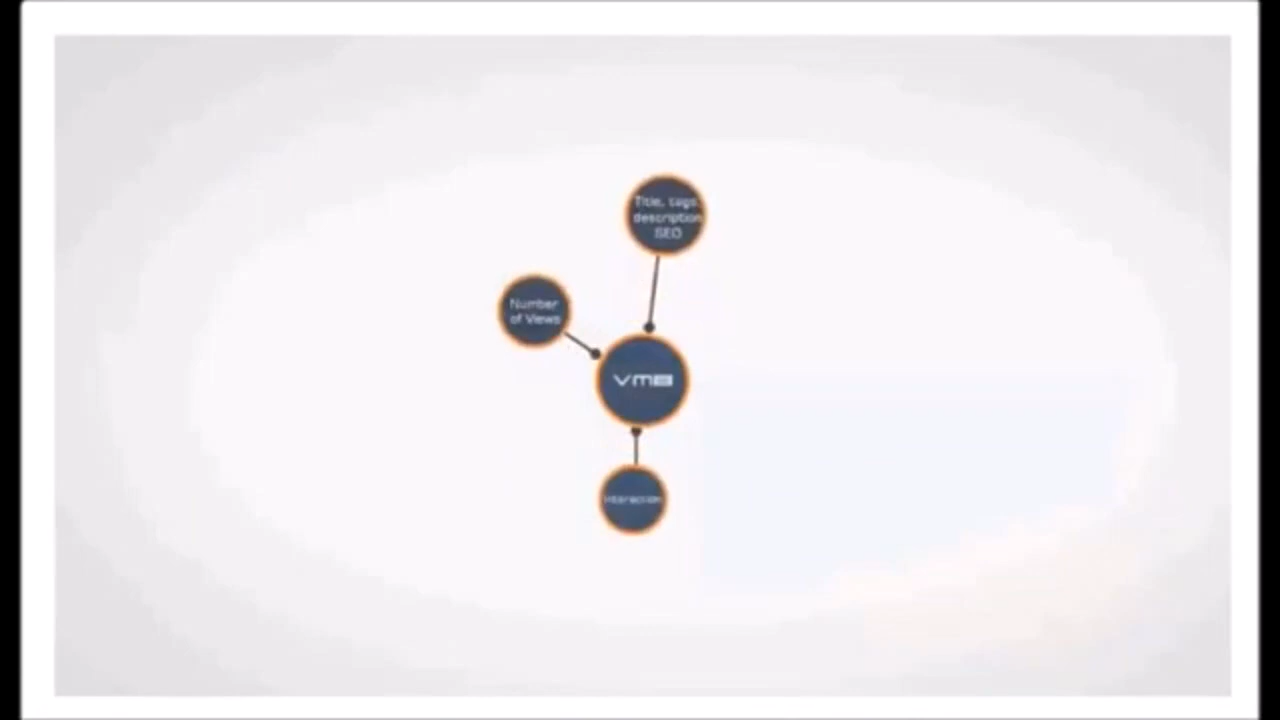 Title, tags,
description
SEO
Number
of Views
VMB
Interaction